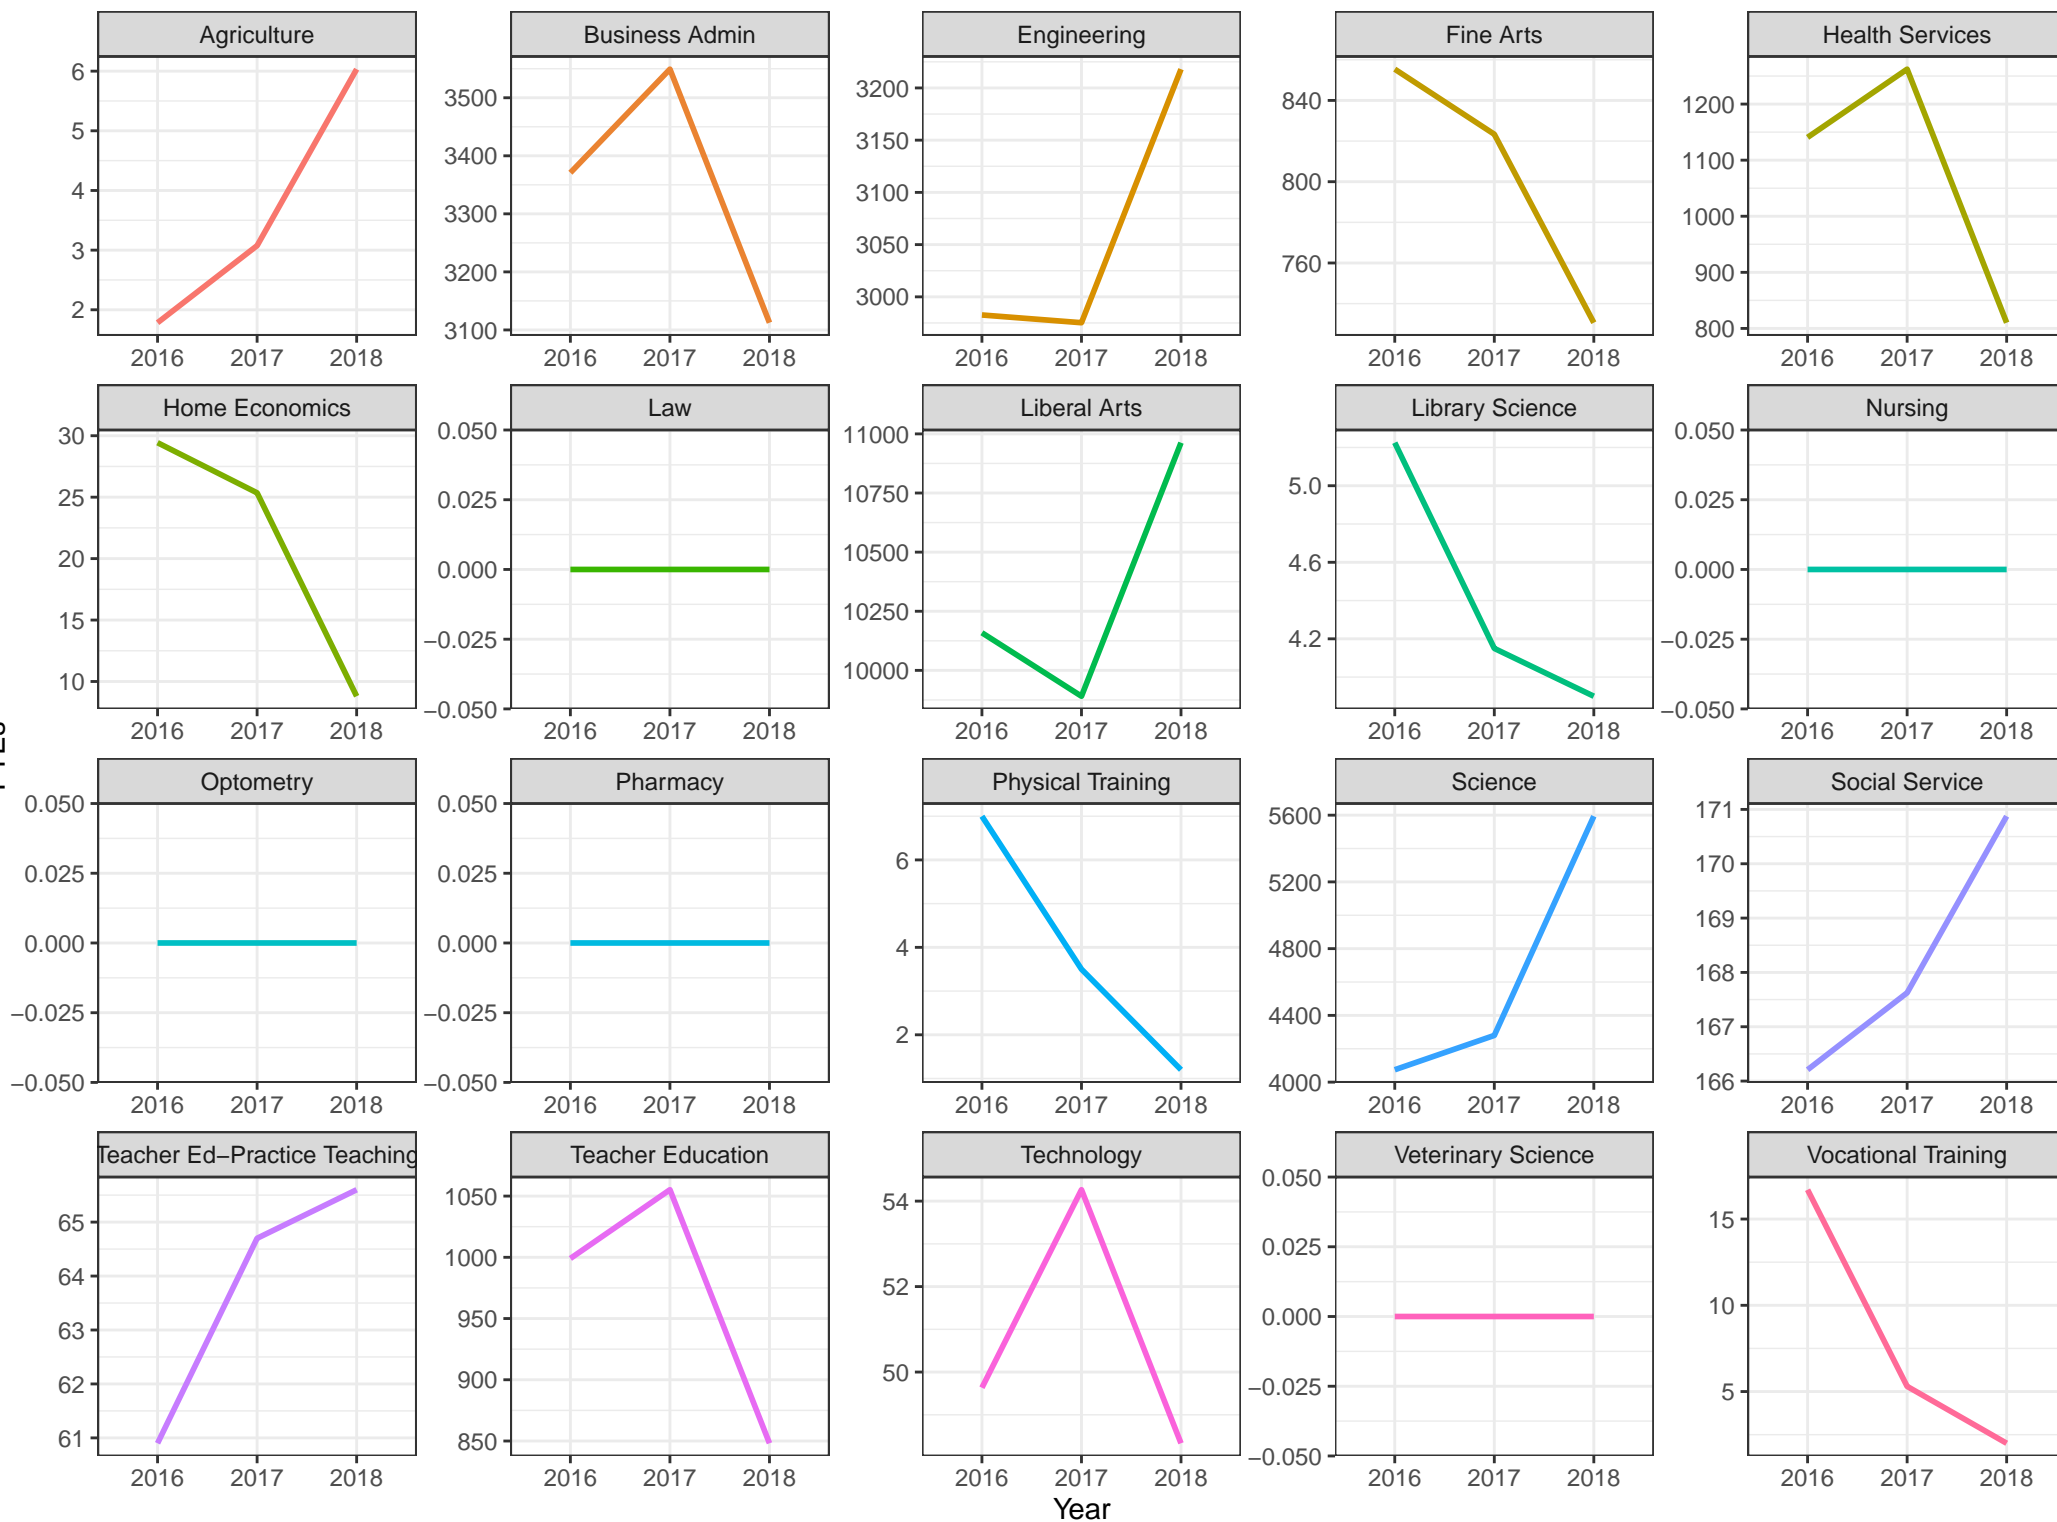 Agriculture Business Admin Engineering Fine Arts Health Services
6 5 4 3 2
3500 3400 3300 3200 3100
3200 3150 3100 3050 3000
840 800 760
1200 1100 1000 900 800
2016 2017 2018 2016 2017 2018 2016 2017 2018 2016 2017 2018 2016 2017 2018
Home Economics Law Liberal Arts Library Science Nursing
30 25 20 15 10
0.050 0.025 0.000 −0.025 −0.050
11000 10750 10500 10250 10000
5.0 4.6 4.2
0.050 0.025 0.000 −0.025 −0.050
2016 2017 2018 2016 2017 2018 2016 2017 2018 2016 2017 2018 2016 2017 2018
Optometry Pharmacy Physical Training Science Social Service
0.050 0.025 0.000 −0.025 −0.050
0.050 0.025 0.000 −0.025 −0.050
6 4 2
5600 5200 4800 4400 4000
171 170 169 168 167 166
2016 2017 2018 2016 2017 2018 2016 2017 2018 2016 2017 2018 2016 2017 2018
Teacher Ed−Practice Teaching Teacher Education Technology Veterinary Science Vocational Training
65 64 63 62 61
1050 1000 950 900 850
54 52 50
0.050 0.025 0.000 −0.025 −0.050
15 10 5
2016 2017 2018 2016 2017 2018 2016 2017 2018 2016 2017 2018 2016 2017 2018
Year